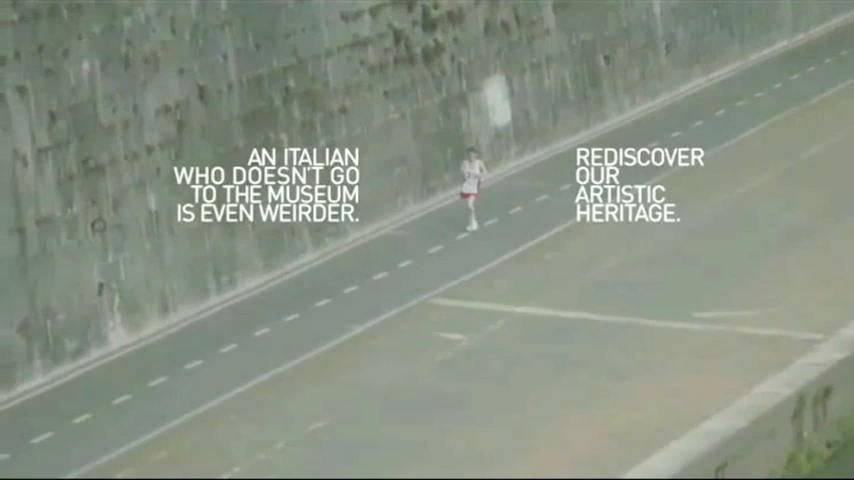 AN ITALIAN
WHO DOESN'T GO
TO THE MUSEUM
IS EVEN WEIRDER.
REDISCOVER
OUR
ARTISTIC
HERITAGE.